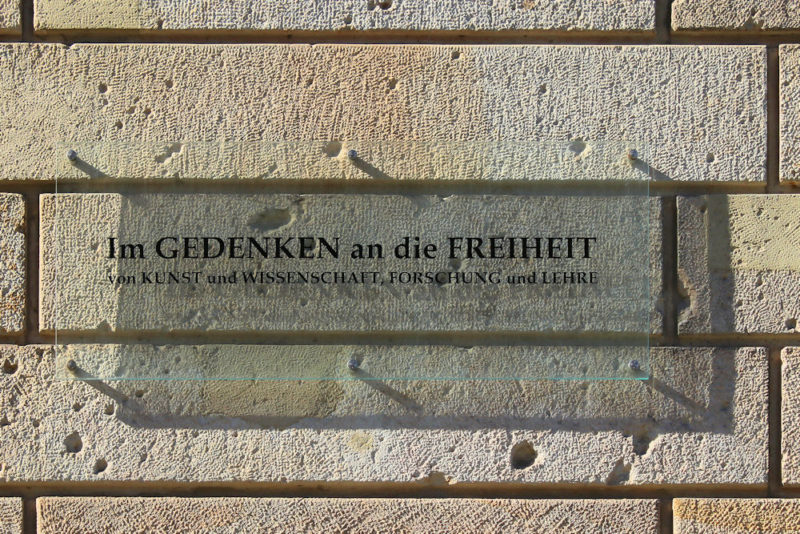 Im GEDENKEN an die FREIHEIT
von KUNST und WISSENSCHAFT, FORSCHUNG und LEHRE